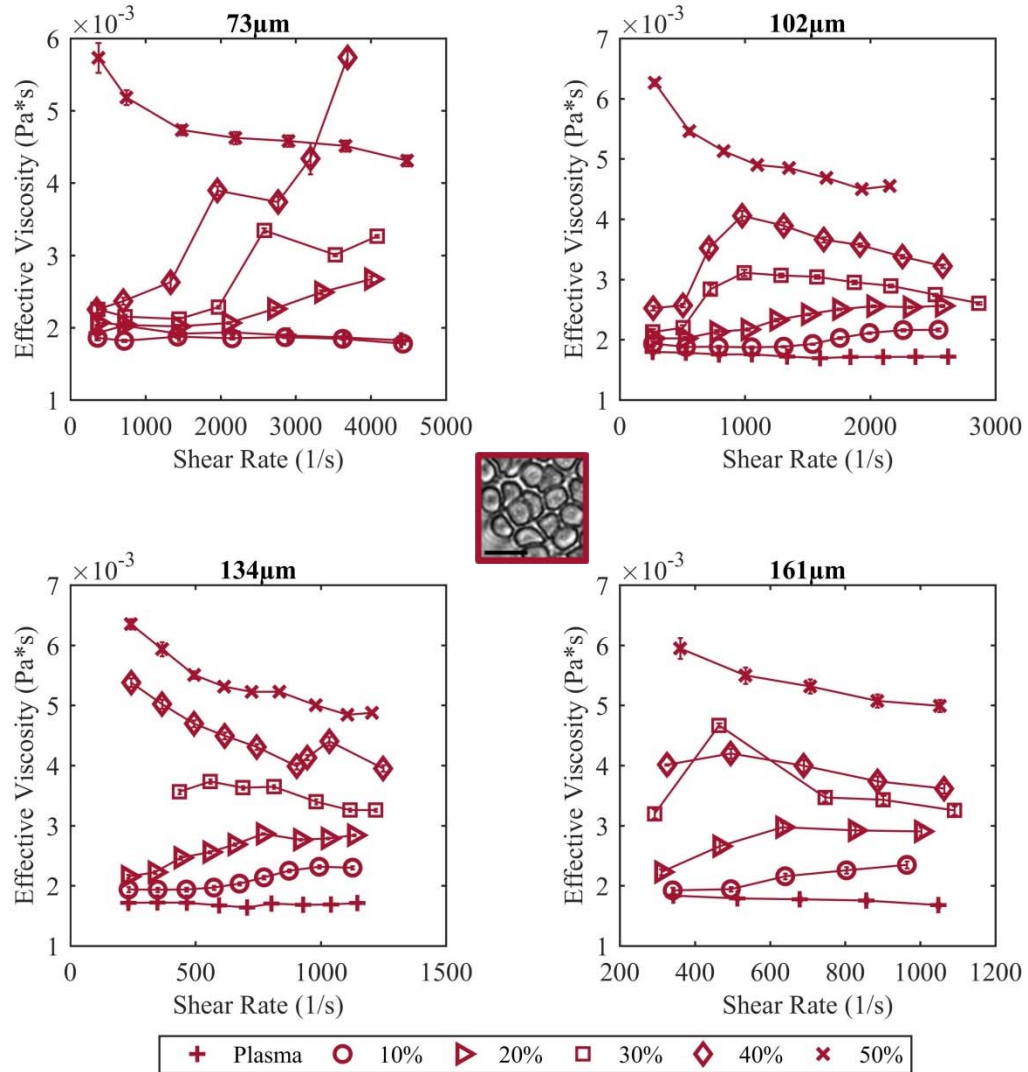 73μm
×10⁻³
6
5
4
3
2
1
Effective Viscosity (Pa*s)
0 1000 2000 3000 4000 5000
Shear Rate (1/s)
102μm
×10⁻³
7
6
5
4
3
2
1
Effective Viscosity (Pa*s)
0 1000 2000 3000
Shear Rate (1/s)
134μm
×10⁻³
7
6
5
4
3
2
1
Effective Viscosity (Pa*s)
0 500 1000 1500
Shear Rate (1/s)
161μm
×10⁻³
7
6
5
4
3
2
1
Effective Viscosity (Pa*s)
200 400 600 800 1000 1200
Shear Rate (1/s)
Plasma 10% 20% 30% 40% 50%